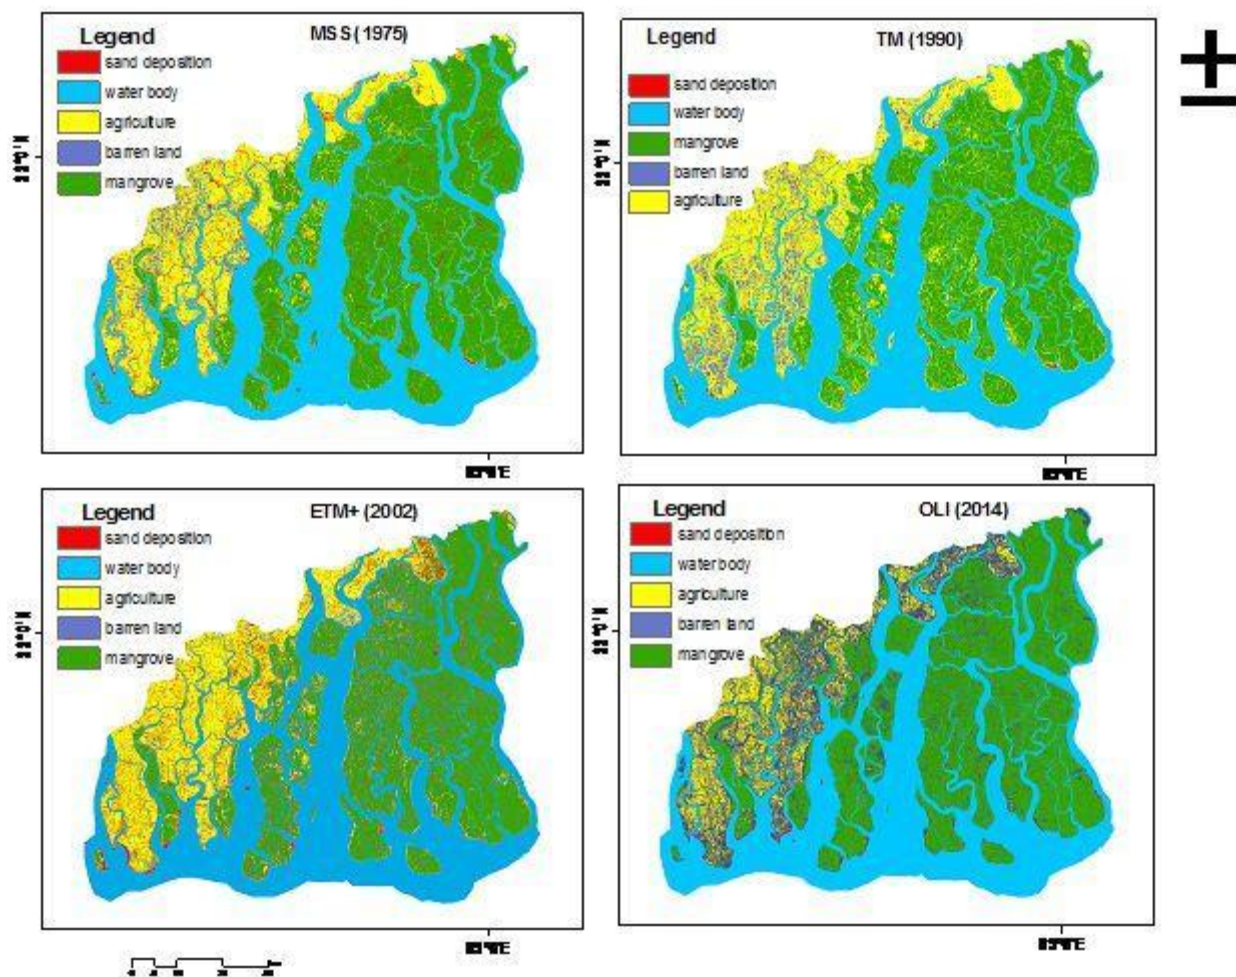 Legend
MSS (1975)
sand deposition
water body
agriculture
barren land
mangrove
Legend
TM (1990)
sand deposition
water body
mangrove
barren land
agriculture
Legend
ETM+ (2002)
sand deposition
water body
agriculture
barren land
mangrove
Legend
OLI (2014)
sand deposition
water body
agriculture
barren land
mangrove